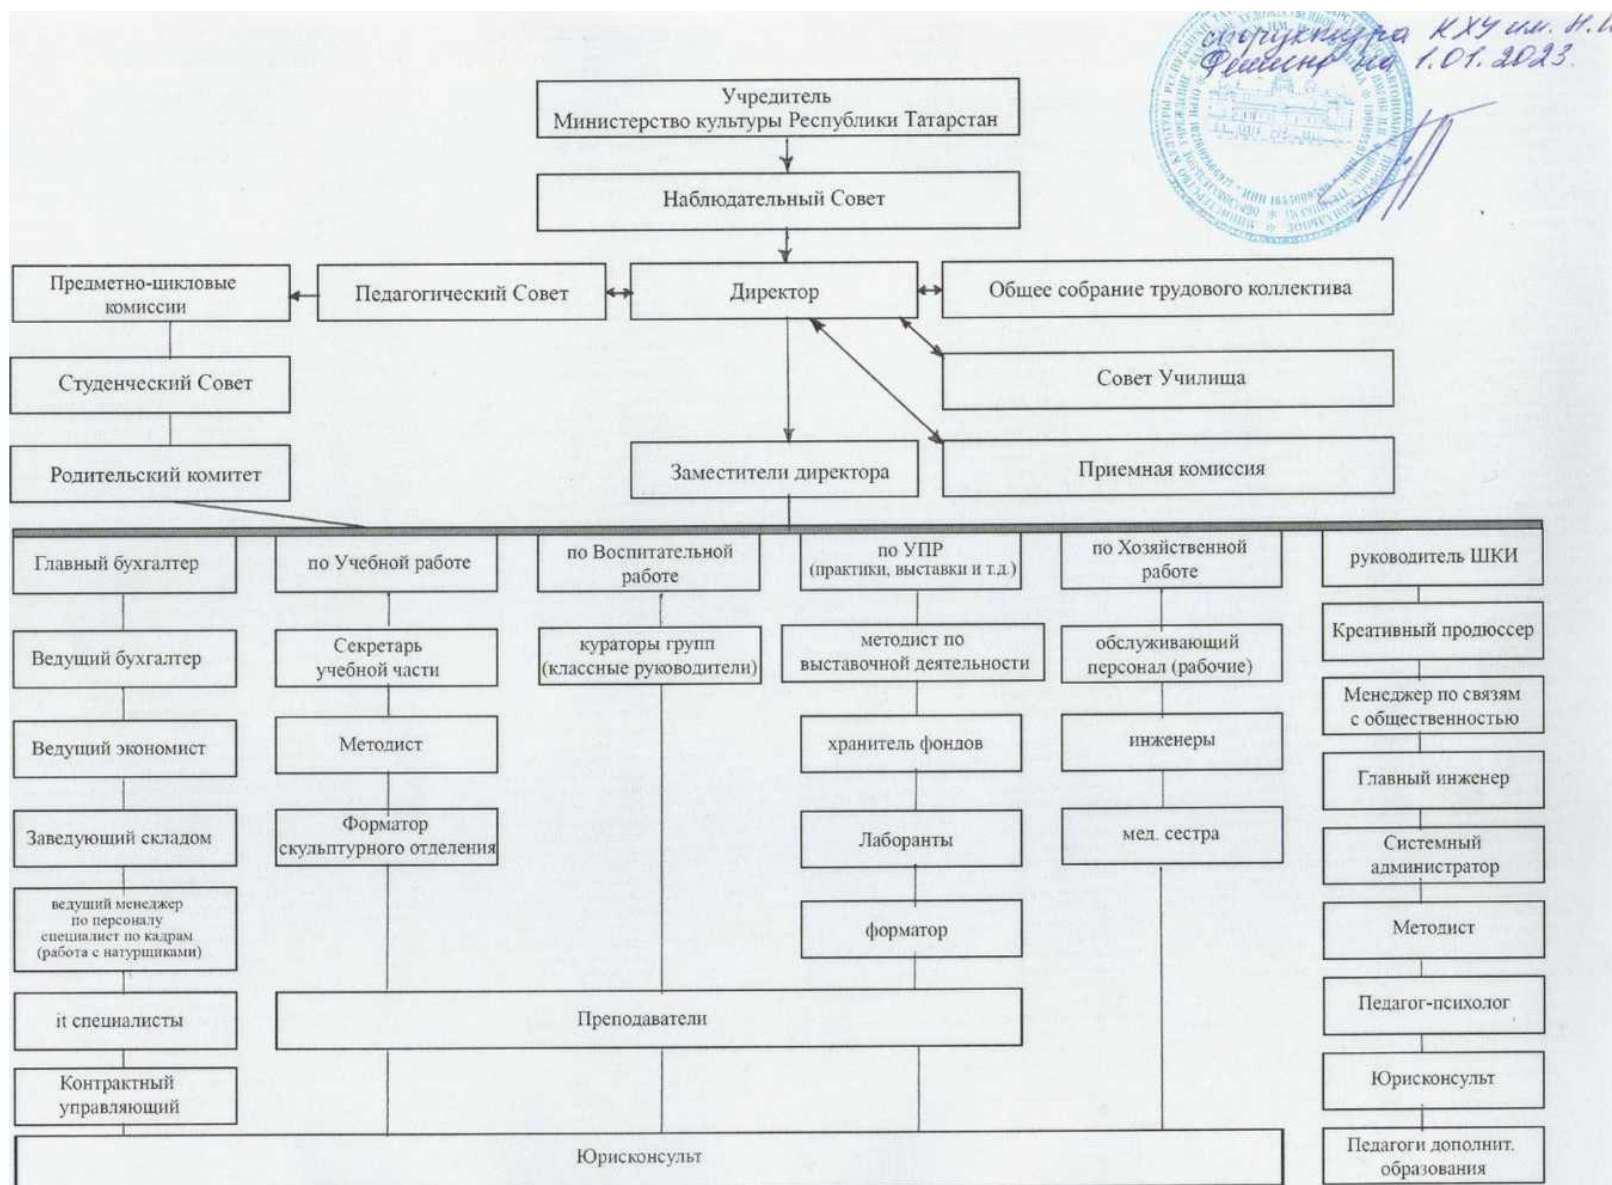 структура КХУ им. Н.И.
Фешина на 1.01.2023.
Учредитель
Министерство культуры Республики Татарстан
Наблюдательный Совет
Предметно-цикловые
комиссии
Педагогический Совет
Директор
Общее собрание трудового коллектива
Студенческий Совет
Совет Училища
Родительский комитет
Заместители директора
Приемная комиссия
Главный бухгалтер
по Учебной работе
по Воспитательной
работе
по УПР
(практики, выставки и т.д.)
по Хозяйственной
работе
руководитель ШКИ
Ведущий бухгалтер
Секретарь
учебной части
кураторы групп
(классные руководители)
методист по
выставочной деятельности
обслуживающий
персонал (рабочие)
Креативный продюссер
Менеджер по связям
с общественностью
Ведущий экономист
Методист
хранитель фондов
инженеры
Главный инженер
Заведующий складом
Форматор
скульптурного отделения
Лаборанты
мед. сестра
Системный
администратор
ведущий менеджер
по персоналу
специалист по кадрам
(работа с натурщиками)
форматор
Методист
it специалисты
Преподаватели
Педагог-психолог
Контрактный
управляющий
Юрисконсульт
Юрисконсульт
Педагоги дополнит.
образования